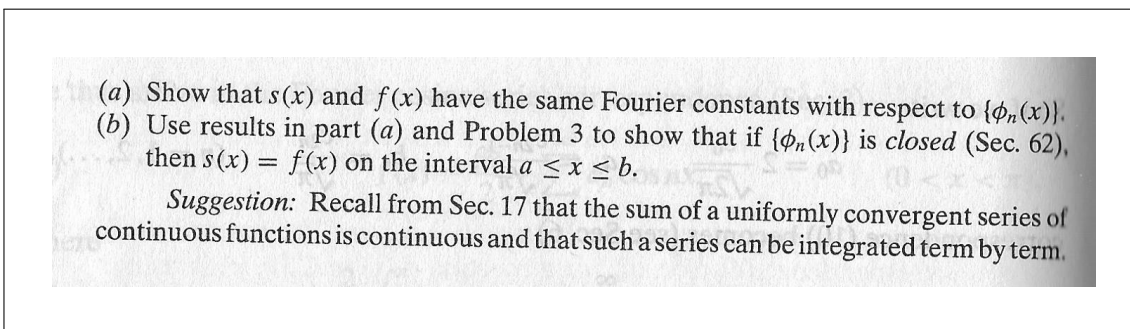 (a) Show that s(x) and f(x) have the same Fourier constants with respect to {ϕₙ(x)}.
(b) Use results in part (a) and Problem 3 to show that if {ϕₙ(x)} is closed (Sec. 62),
then s(x) = f(x) on the interval a ≤ x ≤ b.
Suggestion: Recall from Sec. 17 that the sum of a uniformly convergent series of
continuous functions is continuous and that such a series can be integrated term by term.